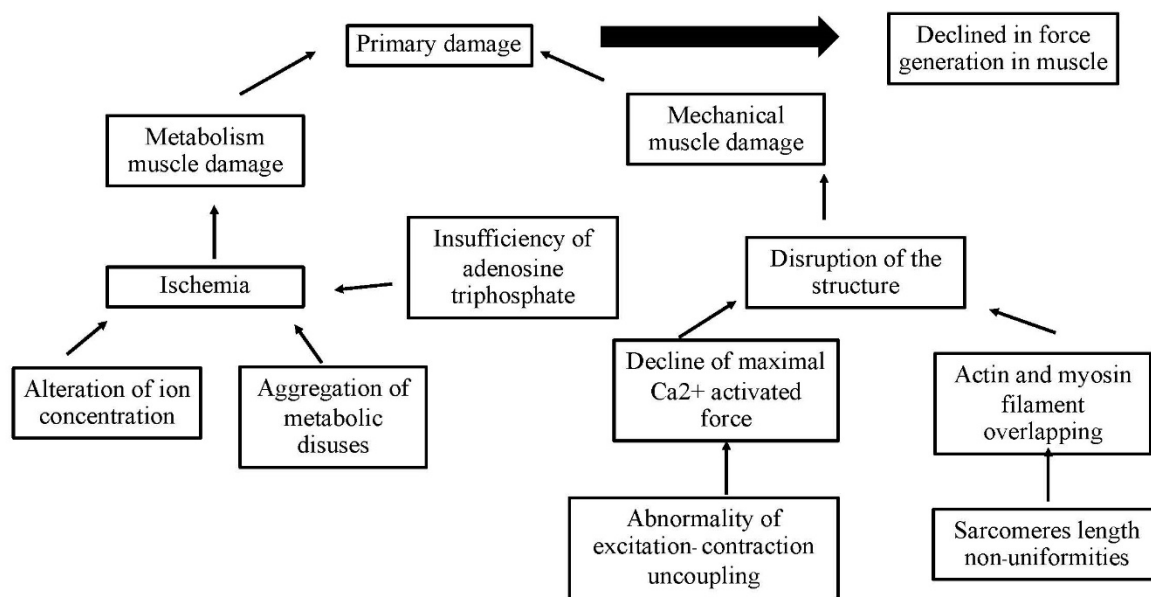 Primary damage
Declined in force
generation in muscle
Metabolism
muscle damage
Mechanical
muscle damage
Insufficiency of
adenosine
triphosphate
Ischemia
Disruption of the
structure
Alteration of ion
concentration
Aggregation of
metabolic
disuses
Decline of maximal
Ca2+ activated
force
Actin and myosin
filament
overlapping
Abnormality of
excitation- contraction
uncoupling
Sarcomeres length
non-uniformities